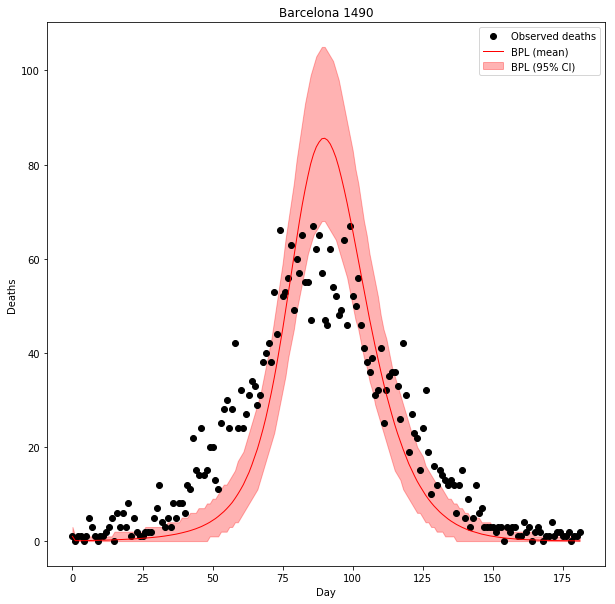 Barcelona 1490
Observed deaths
BPL (mean)
BPL (95% CI)
Deaths
100
80
60
40
20
0
0 25 50 75 100 125 150 175
Day